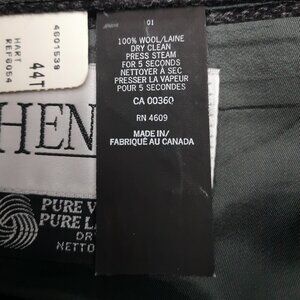 4601539
HART
REF6054
44T
HEN
PURE
PURE
DR
NETTO
01
100% WOOL/LAINE
DRY CLEAN
PRESS STEAM
FOR 5 SECONDS
NETTOYER À SEC
PRESSER LA VAPEUR
POUR 5 SECONDES
CA 00360
RN 4609
MADE IN/
FABRIQUÉ AU CANADA